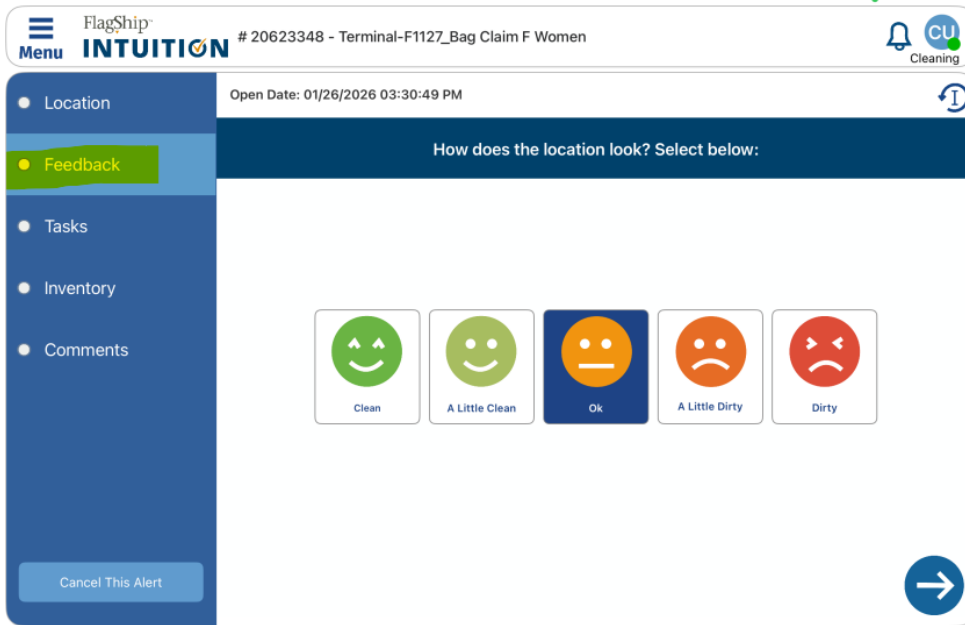 Menu
FlagShip
INTUITION
# 20623348 - Terminal-F1127_Bag Claim F Women
CU
Cleaning
Location
Feedback
Tasks
Inventory
Comments
Cancel This Alert
Open Date: 01/26/2026 03:30:49 PM
I
How does the location look? Select below:
Clean
A Little Clean
Ok
A Little Dirty
Dirty